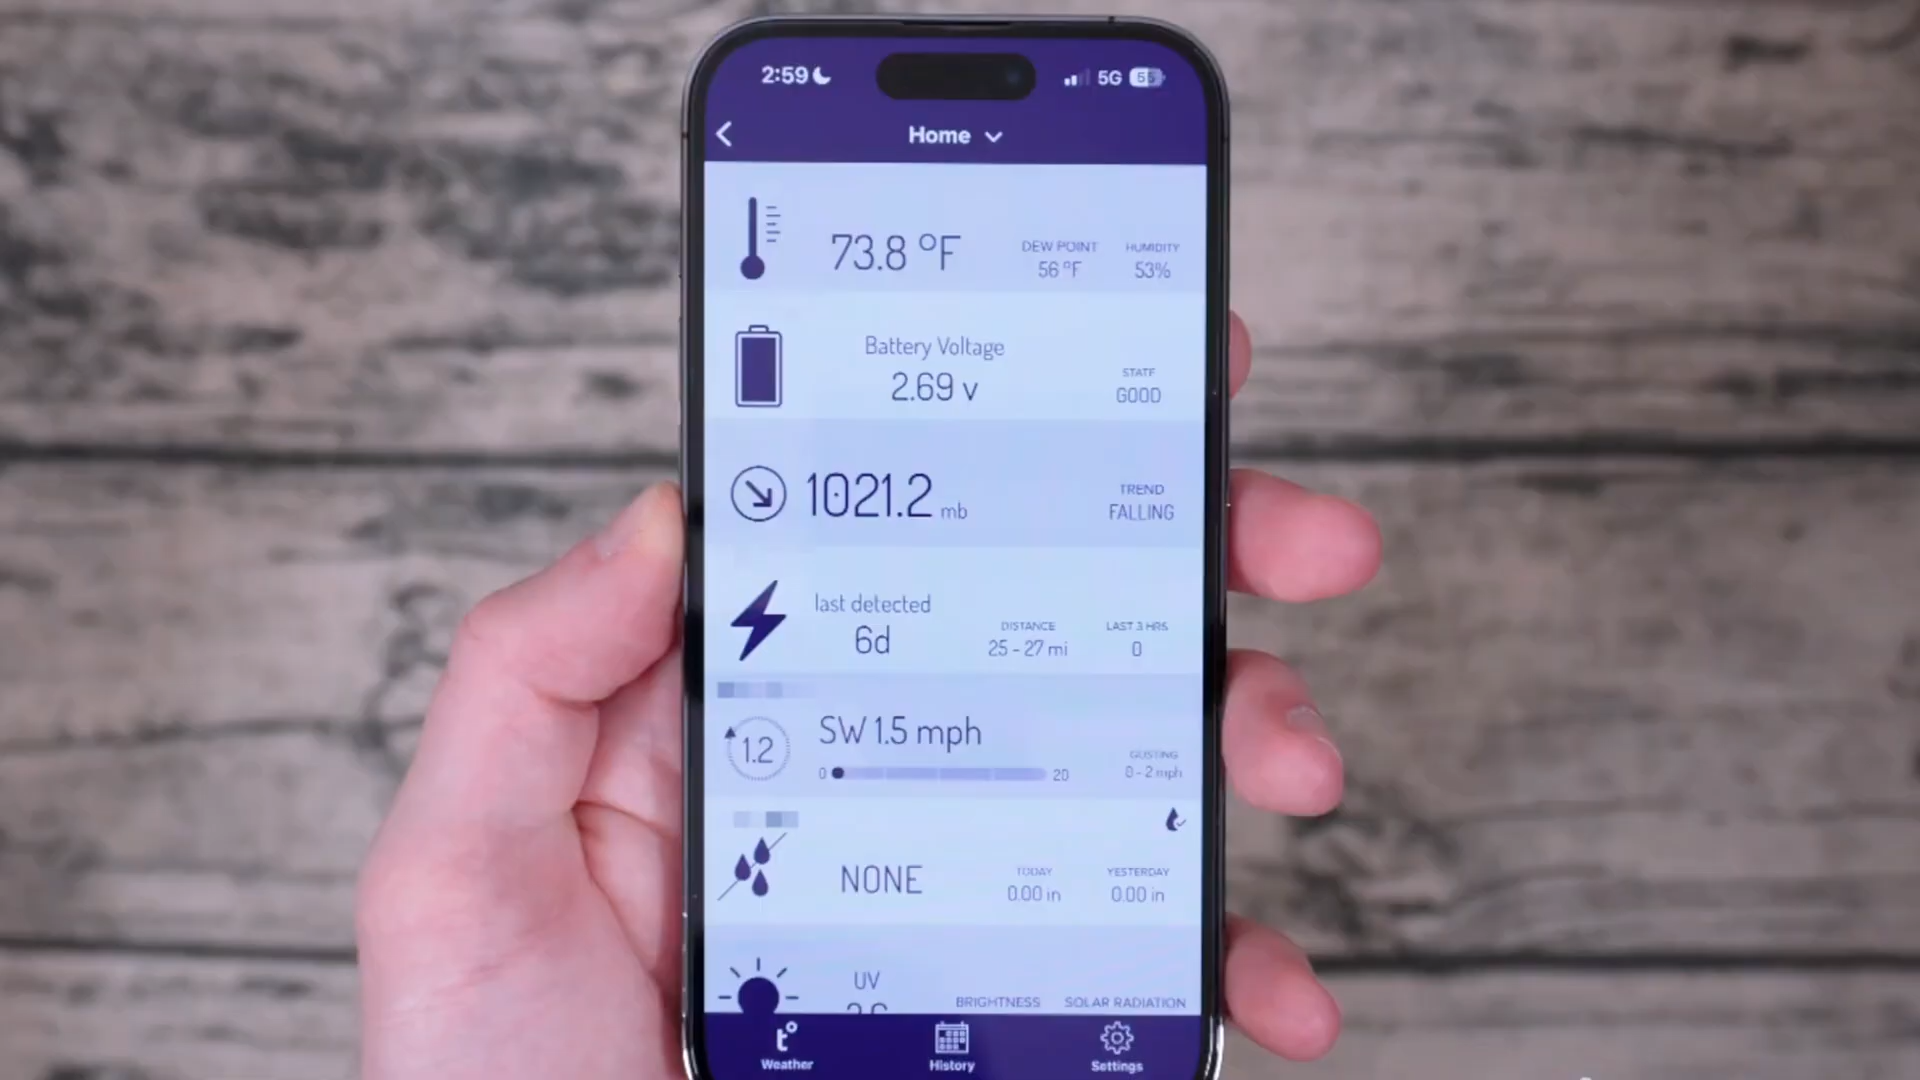 2:59 5G 55
Home
73.8 °F
DEW POINT HUMIDITY
56 °F 53%
Battery Voltage
2.69 v
STATE
GOOD
1021.2 mb
TREND
FALLING
last detected
6d
DISTANCE LAST 3 HRS
25 - 27 mi 0
1.2
SW 1.5 mph
0 20
GUSTING
0 - 2 mph
NONE
TODAY YESTERDAY
0.00 in 0.00 in
UV
BRIGHTNESS SOLAR RADIATION
Weather History Settings